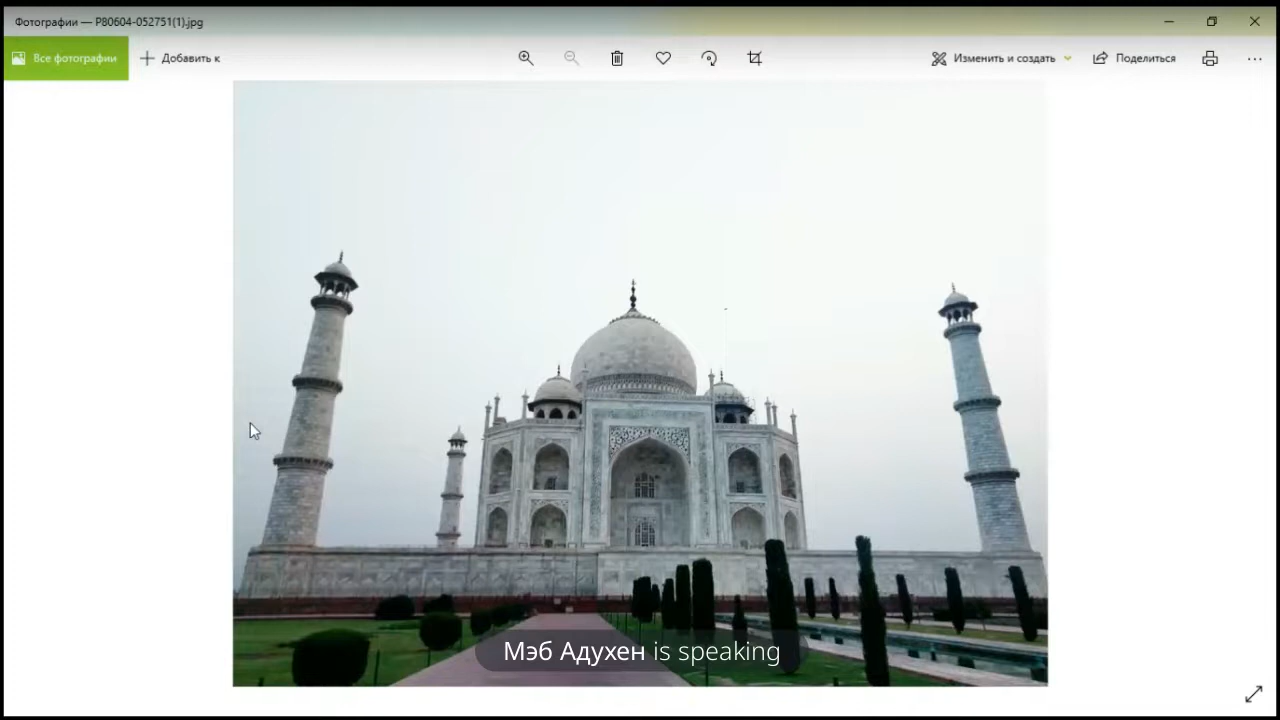 Фотографии — P80604-052751(1).jpg
Все фотографии
Добавить к
Изменить и создать
Поделиться
Мэб Адухен is speaking